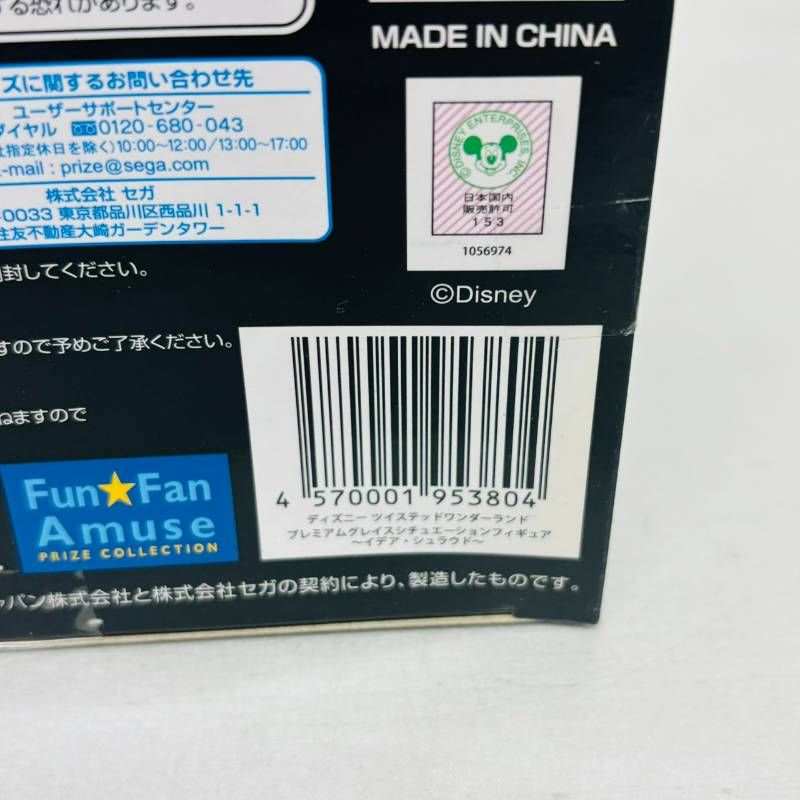 する恐れがあります。
MADE IN CHINA
ズに関するお問い合わせ先
ユーザーサポートセンター
ダイヤル 0120-680-043
社指定休日を除く)10:00~12:00/13:00~17:00
-mail : prize@sega.com
株式会社 セガ
-0033 東京都品川区西品川 1-1-1
住友不動産大崎ガーデンタワー
©DISNEY ENTERPRISES, INC.
日本国内
販売許可
153
1056974
©Disney
開封してください。
すので予めご了承ください。
ねますので
Fun★Fan
Amuse
PRIZE COLLECTION
4 570001 953804
ディズニー ツイステッドワンダーランド
プレミアムグレイスシチュエーションフィギュア
~イデア・シュラウド~
ャパン株式会社と株式会社セガの契約により、製造したものです。